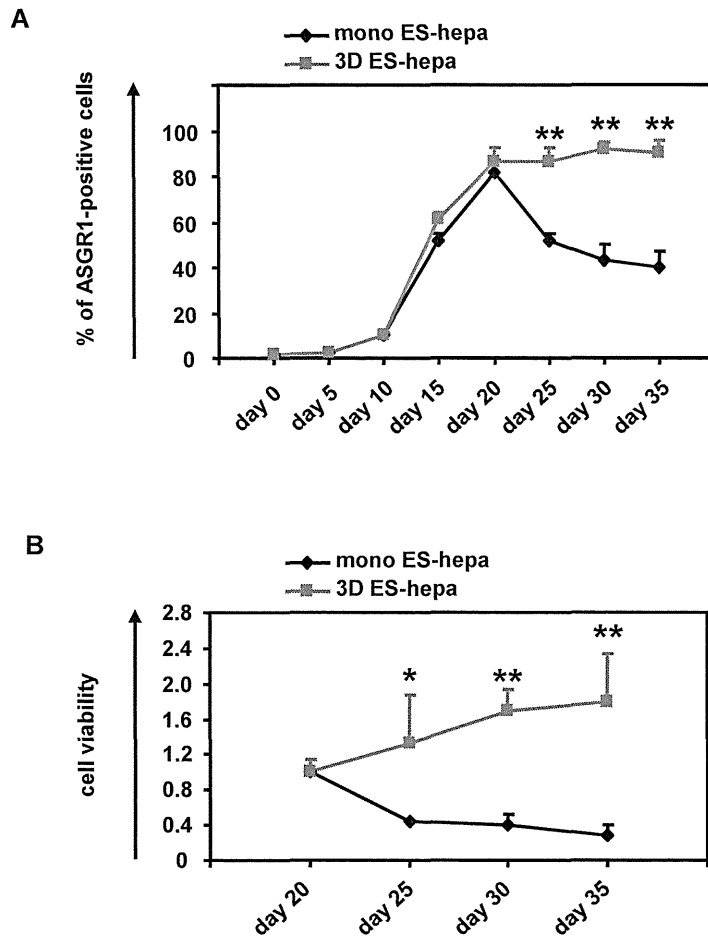 A
mono ES-hepa
3D ES-hepa
% of ASGR1-positive cells
100
80
60
40
20
0
** ** **
day 0 day 5 day 10 day 15 day 20 day 25 day 30 day 35
B
mono ES-hepa
3D ES-hepa
cell viability
2.8
2.4
2.0
1.6
1.2
0.8
0.4
0
* ** **
day 20 day 25 day 30 day 35